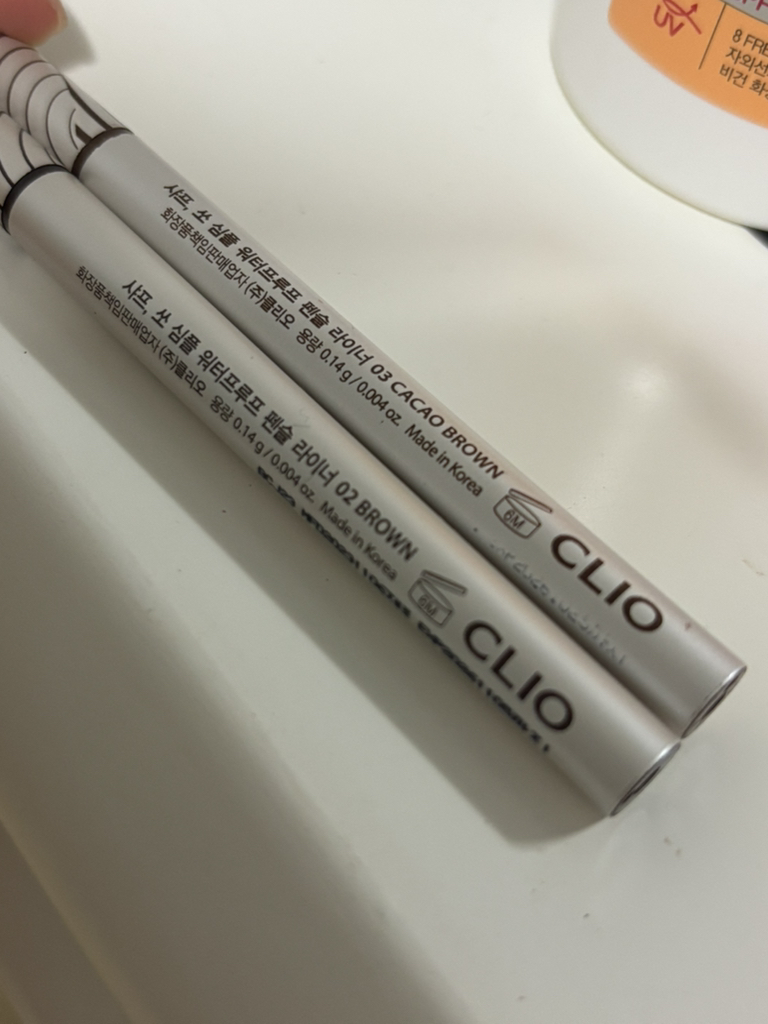 UV
8 FRE
자외선
비건 화
샤프, 쏘 심플 워터프루프 펜슬 라이너 03 CACAO BROWN
화장품책임판매업자 (주)클리오 용량 0.14 g / 0.004 oz. Made in Korea
6M
CLIO
샤프, 쏘 심플 워터프루프 펜슬 라이너 02 BROWN
화장품책임판매업자 (주)클리오 용량 0.14 g / 0.004 oz. Made in Korea
6M
CLIO